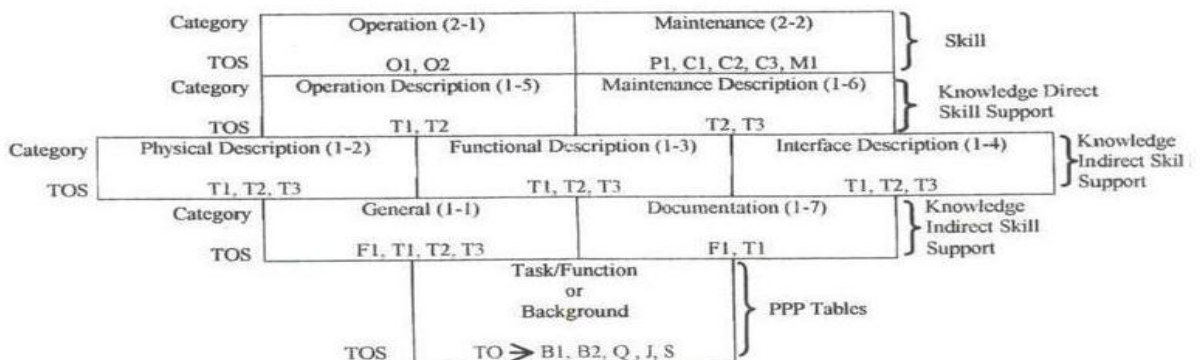 Category Operation (2-1) Maintenance (2-2)
Skill
TOS O1, O2 P1, C1, C2, C3, M1
Category Operation Description (1-5) Maintenance Description (1-6)
Knowledge Direct
Skill Support
TOS T1, T2 T2, T3
Category Physical Description (1-2) Functional Description (1-3) Interface Description (1-4)
Knowledge
Indirect Skil
Support
TOS T1, T2, T3 T1, T2, T3 T1, T2, T3
Category General (1-1) Documentation (1-7)
Knowledge
Indirect Skill
Support
TOS F1, T1, T2, T3 F1, T1
Task/Function
or
Background
PPP Tables
TOS TO → B1, B2, Q , J, S